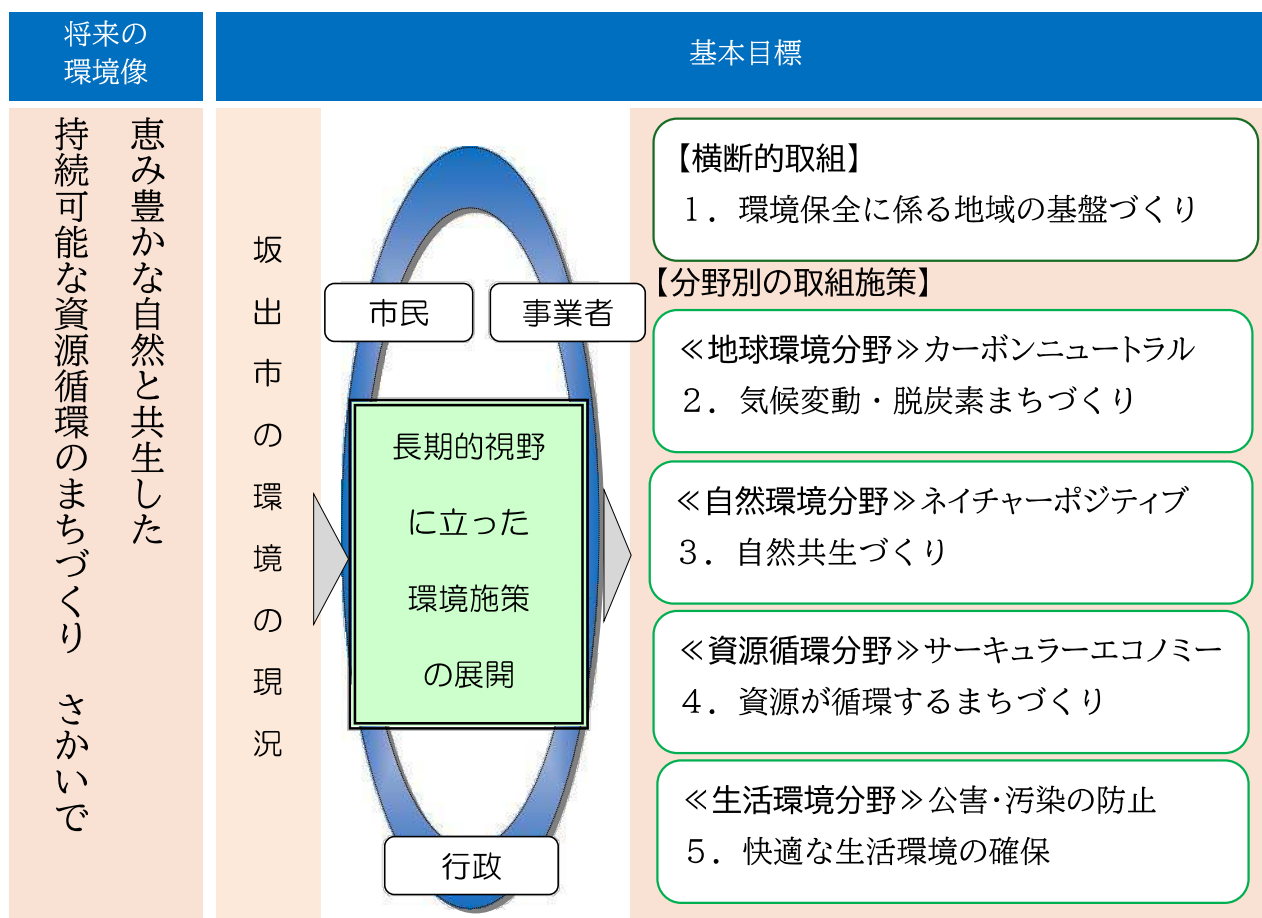 将来の
環境像
基本目標
恵み豊かな自然と共生した
持続可能な資源循環のまちづくり　さかいで
坂出市の環境の現況
市民
事業者
長期的視野
に立った
環境施策
の展開
行政
【横断的取組】
１．環境保全に係る地域の基盤づくり
【分野別の取組施策】
≪地球環境分野≫カーボンニュートラル
２．気候変動・脱炭素まちづくり
≪自然環境分野≫ネイチャーポジティブ
３．自然共生づくり
≪資源循環分野≫サーキュラーエコノミー
４．資源が循環するまちづくり
≪生活環境分野≫公害・汚染の防止
５．快適な生活環境の確保